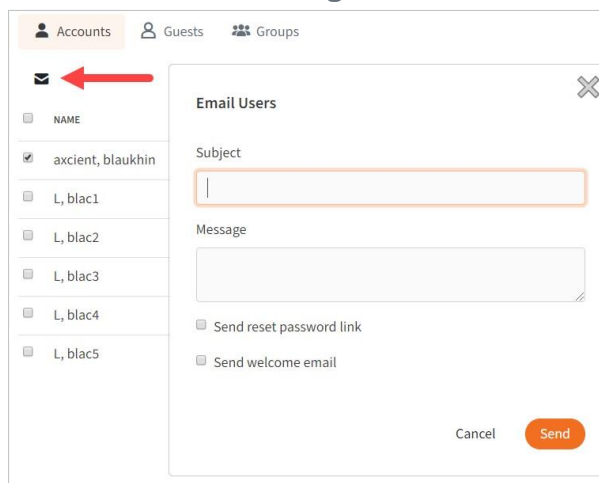 Accounts Guests Groups
Email Users
NAME
axcient, blaukhin
Subject
L, blac1
L, blac2
Message
L, blac3
L, blac4
Send reset password link
L, blac5
Send welcome email
Cancel Send